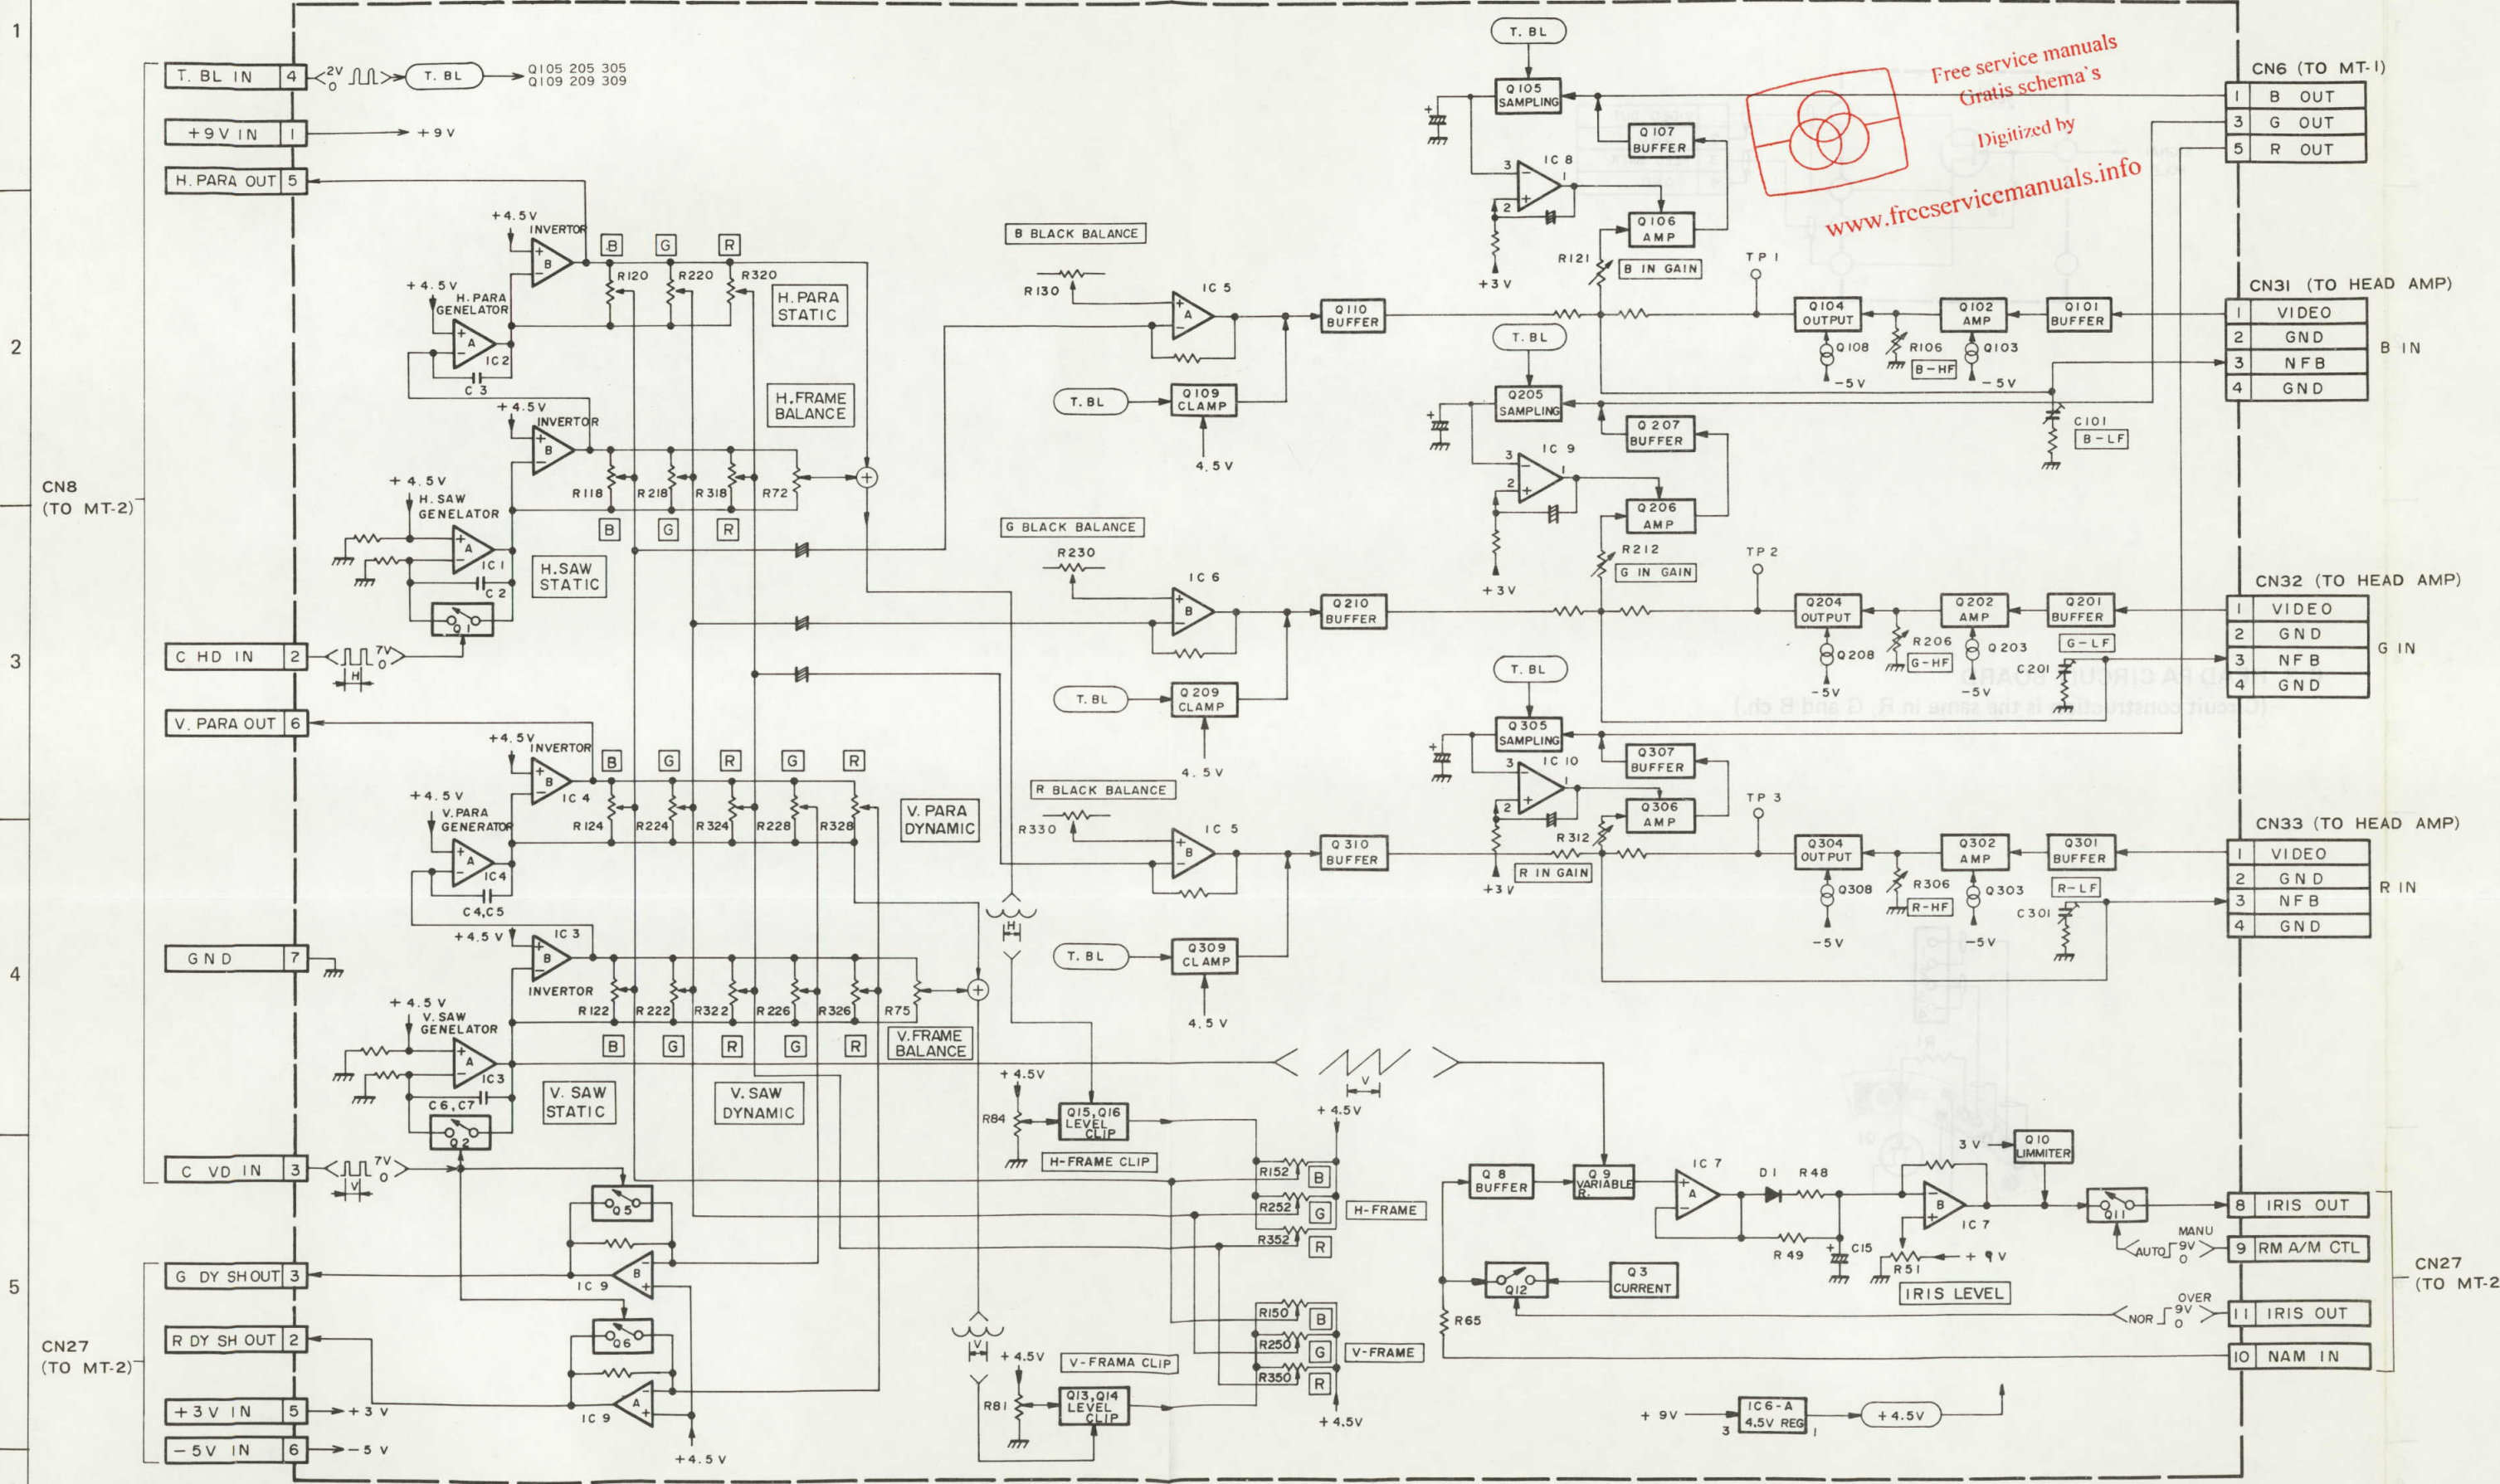 1
2
3
4
5
T. BL IN 4
2V
0
T. BL
Q105 205 305
Q109 209 309
+9V IN 1
+9V
H. PARA OUT 5
CN8
(TO MT-2)
C HD IN 2
7V
0
H
V. PARA OUT 6
GND 7
C VD IN 3
7V
0
V
CN27
(TO MT-2)
G DY SH OUT 3
R DY SH OUT 2
+3V IN 5
+3V
-5V IN 6
-5V
+4.5V
INVERTOR
B
+4.5V
H. PARA
GENELATOR
A
IC2
C3
B
G
R
R120
R220
R320
H. PARA
STATIC
+4.5V
INVERTOR
B
H.FRAME
BALANCE
R118
R218
R318
R72
+4.5V
H. SAW
GENELATOR
A
IC1
C2
Q1
B
G
R
H.SAW
STATIC
+4.5V
INVERTOR
B
IC4
B
G
R
G
R
+4.5V
V.PARA
GENERATOR
A
IC4
C4,C5
R124
R224
R324
R228
R328
V.PARA
DYNAMIC
+4.5V
IC3
B
INVERTOR
R122
R222
R322
R226
R326
R75
+4.5V
V. SAW
GENELATOR
A
IC3
C6,C7
Q2
B
G
R
G
R
V.FRAME
BALANCE
V. SAW
STATIC
V. SAW
DYNAMIC
Q5
IC9
B
Q6
IC9
A
+4.5V
H
V
B BLACK BALANCE
R130
IC5
A
T. BL
Q109
CLAMP
4.5V
Q110
BUFFER
G BLACK BALANCE
R230
IC6
B
T. BL
Q209
CLAMP
4.5V
Q210
BUFFER
R BLACK BALANCE
R330
IC5
B
T. BL
Q309
CLAMP
4.5V
Q310
BUFFER
T. BL
Q105
SAMPLING
Q107
BUFFER
IC8
3
2
1
Q106
AMP
+3V
R121
B IN GAIN
TP1
Q104
OUTPUT
Q102
AMP
Q101
BUFFER
Q108
-5V
R106
B-HF
Q103
-5V
C101
B-LF
T. BL
Q205
SAMPLING
Q207
BUFFER
IC9
3
2
1
Q206
AMP
+3V
R212
G IN GAIN
TP2
Q204
OUTPUT
Q202
AMP
Q201
BUFFER
Q208
-5V
R206
G-HF
Q203
-5V
G-LF
C201
T. BL
Q305
SAMPLING
Q307
BUFFER
IC10
3
2
1
Q306
AMP
+3V
R312
R IN GAIN
TP3
Q304
OUTPUT
Q302
AMP
Q301
BUFFER
Q308
-5V
R306
R-HF
Q303
-5V
R-LF
C301
CN6 (TO MT-1)
1 B OUT
3 G OUT
5 R OUT
CN31 (TO HEAD AMP)
1 VIDEO
2 GND
3 NFB
4 GND
B IN
CN32 (TO HEAD AMP)
1 VIDEO
2 GND
3 NFB
4 GND
G IN
CN33 (TO HEAD AMP)
1 VIDEO
2 GND
3 NFB
4 GND
R IN
V
+4.5V
R84
Q15,Q16
LEVEL
CLIP
H-FRAME CLIP
+4.5V
R152
B
R252
G
R352
R
H-FRAME
R150
B
R250
G
R350
R
V-FRAME
+4.5V
+4.5V
R81
V-FRAMA CLIP
Q13,Q14
LEVEL
CLIP
Q8
BUFFER
Q9
VARIABLE
R.
IC7
A
D1
R48
R49
C15
B
IC7
R51
+9V
IRIS LEVEL
3V
Q10
LIMMITER
Q11
AUTO
MANU
9V
0
Q12
Q3
CURRENT
R65
NOR
OVER
9V
0
8 IRIS OUT
9 RM A/M CTL
11 IRIS OUT
10 NAM IN
CN27
(TO MT-2
+9V
3
IC6-A
4.5V REG
1
+4.5V
Free service manuals
Gratis schema's
Digitized by
www.freeservicemanuals.info